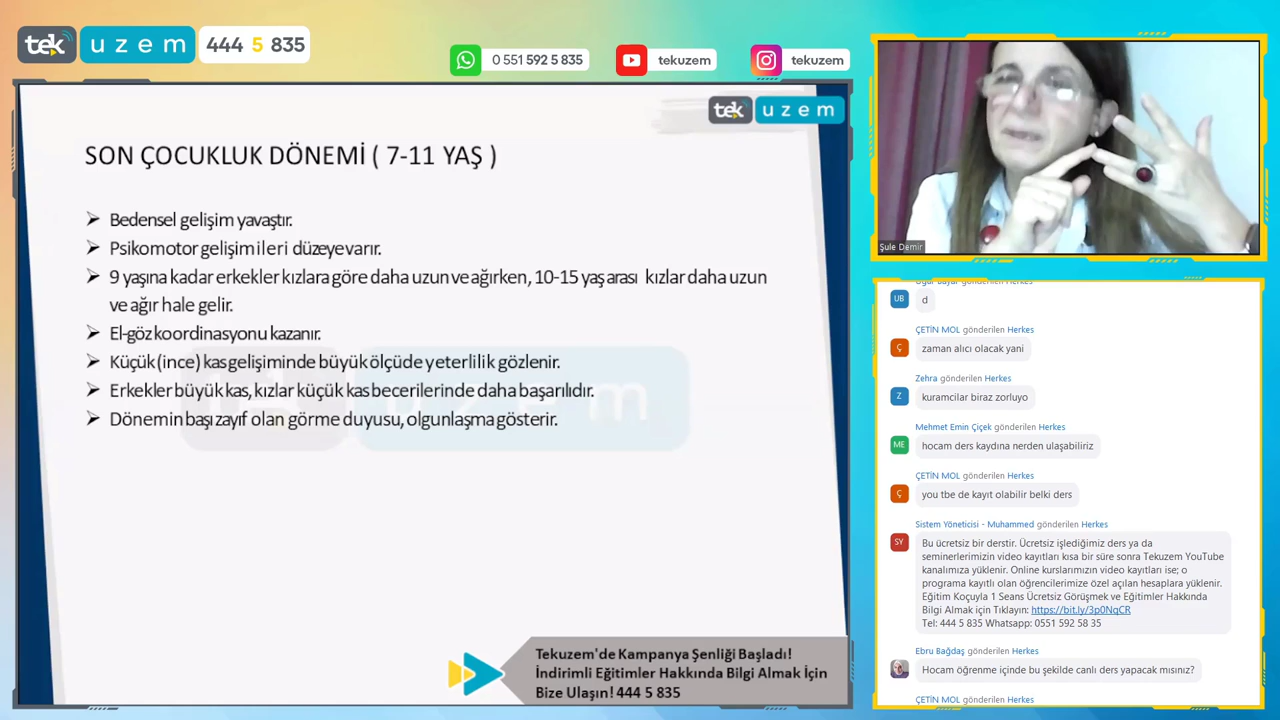 tek uzem 444 5 835
0 551 592 5 835
tekuzem
tekuzem
tek uzem
SON ÇOCUKLUK DÖNEMİ ( 7-11 YAŞ )
Bedensel gelişim yavaştır.
Psikomotor gelişim ileri düzeye varır.
9 yaşına kadar erkekler kızlara göre daha uzun ve ağırken, 10-15 yaş arası kızlar daha uzun
ve ağır hale gelir.
El-göz koordinasyonu kazanır.
Küçük (ince) kas gelişiminde büyük ölçüde yeterlilik gözlenir.
Erkekler büyük kas, kızlar küçük kas becerilerinde daha başarılıdır.
Dönemin başı zayıf olan görme duyusu, olgunlaşma gösterir.
Tekuzem'de Kampanya Şenliği Başladı!
İndirimli Eğitimler Hakkında Bilgi Almak İçin
Bize Ulaşın! 444 5 835
Şule Demir
gönderilen Herkes
UB
d
ÇETİN MOL gönderilen Herkes
Ç
zaman alıcı olacak yani
Zehra gönderilen Herkes
Z
kuramcilar biraz zorluyo
Mehmet Emin Çiçek gönderilen Herkes
ME
hocam ders kaydına nerden ulaşabiliriz
ÇETİN MOL gönderilen Herkes
Ç
you tbe de kayıt olabilir belki ders
Sistem Yöneticisi - Muhammed gönderilen Herkes
SY
Bu ücretsiz bir derstir. Ücretsiz işlediğimiz ders ya da
seminerlerimizin video kayıtları kısa bir süre sonra Tekuzem YouTube
kanalımıza yüklenir. Online kurslarımızın video kayıtları ise; o
programa kayıtlı olan öğrencilerimize özel açılan hesaplara yüklenir.
Eğitim Koçuyla 1 Seans Ücretsiz Görüşmek ve Eğitimler Hakkında
Bilgi Almak için Tıklayın: https://bit.ly/3p0NqCR
Tel: 444 5 835 Whatsapp: 0551 592 58 35
Ebru Bağdaş gönderilen Herkes
Hocam öğrenme içinde bu şekilde canlı ders yapacak mısınız?
ÇETİN MOL gönderilen Herkes